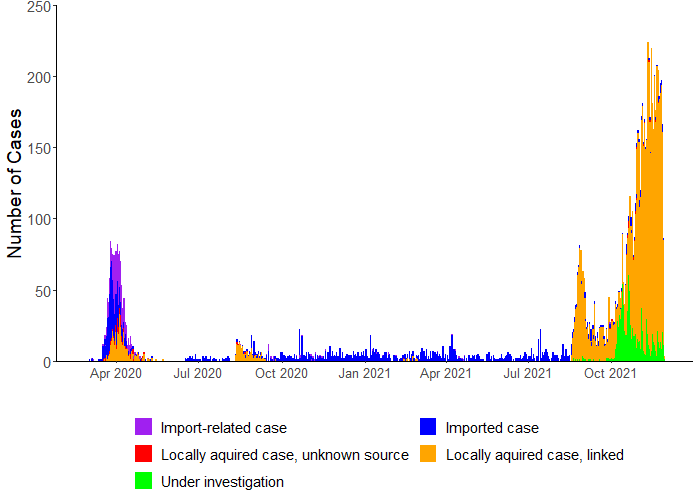 250
200
150
100
50
0
Number of Cases
Apr 2020 Jul 2020 Oct 2020 Jan 2021 Apr 2021 Jul 2021 Oct 2021
Import-related case Imported case
Locally aquired case, unknown source Locally aquired case, linked
Under investigation